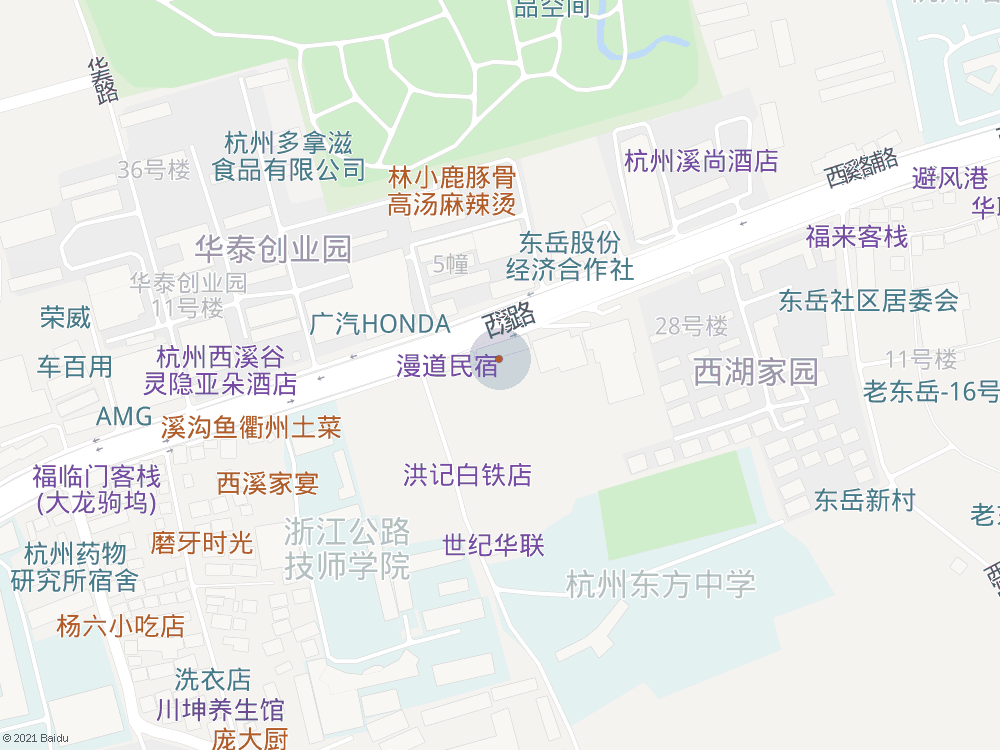 品空间
华泰路
杭州多拿滋
食品有限公司
36号楼
林小鹿豚骨
高汤麻辣烫
杭州溪尚酒店
西溪路
避风港
华联
福来客栈
华泰创业园
5幢
东岳股份
经济合作社
华泰创业园
11号楼
荣威
广汽HONDA
西溪路
28号楼
东岳社区居委会
车百用
杭州西溪谷
灵隐亚朵酒店
漫道民宿
西湖家园
11号楼
老东岳-16号
AMG
溪沟鱼衢州土菜
福临门客栈
(大龙驹坞)
西溪家宴
洪记白铁店
东岳新村
老东
磨牙时光
浙江公路
技师学院
世纪华联
杭州药物
研究所宿舍
杭州东方中学
西
杨六小吃店
洗衣店
川坤养生馆
庞大厨
© 2021 Baidu